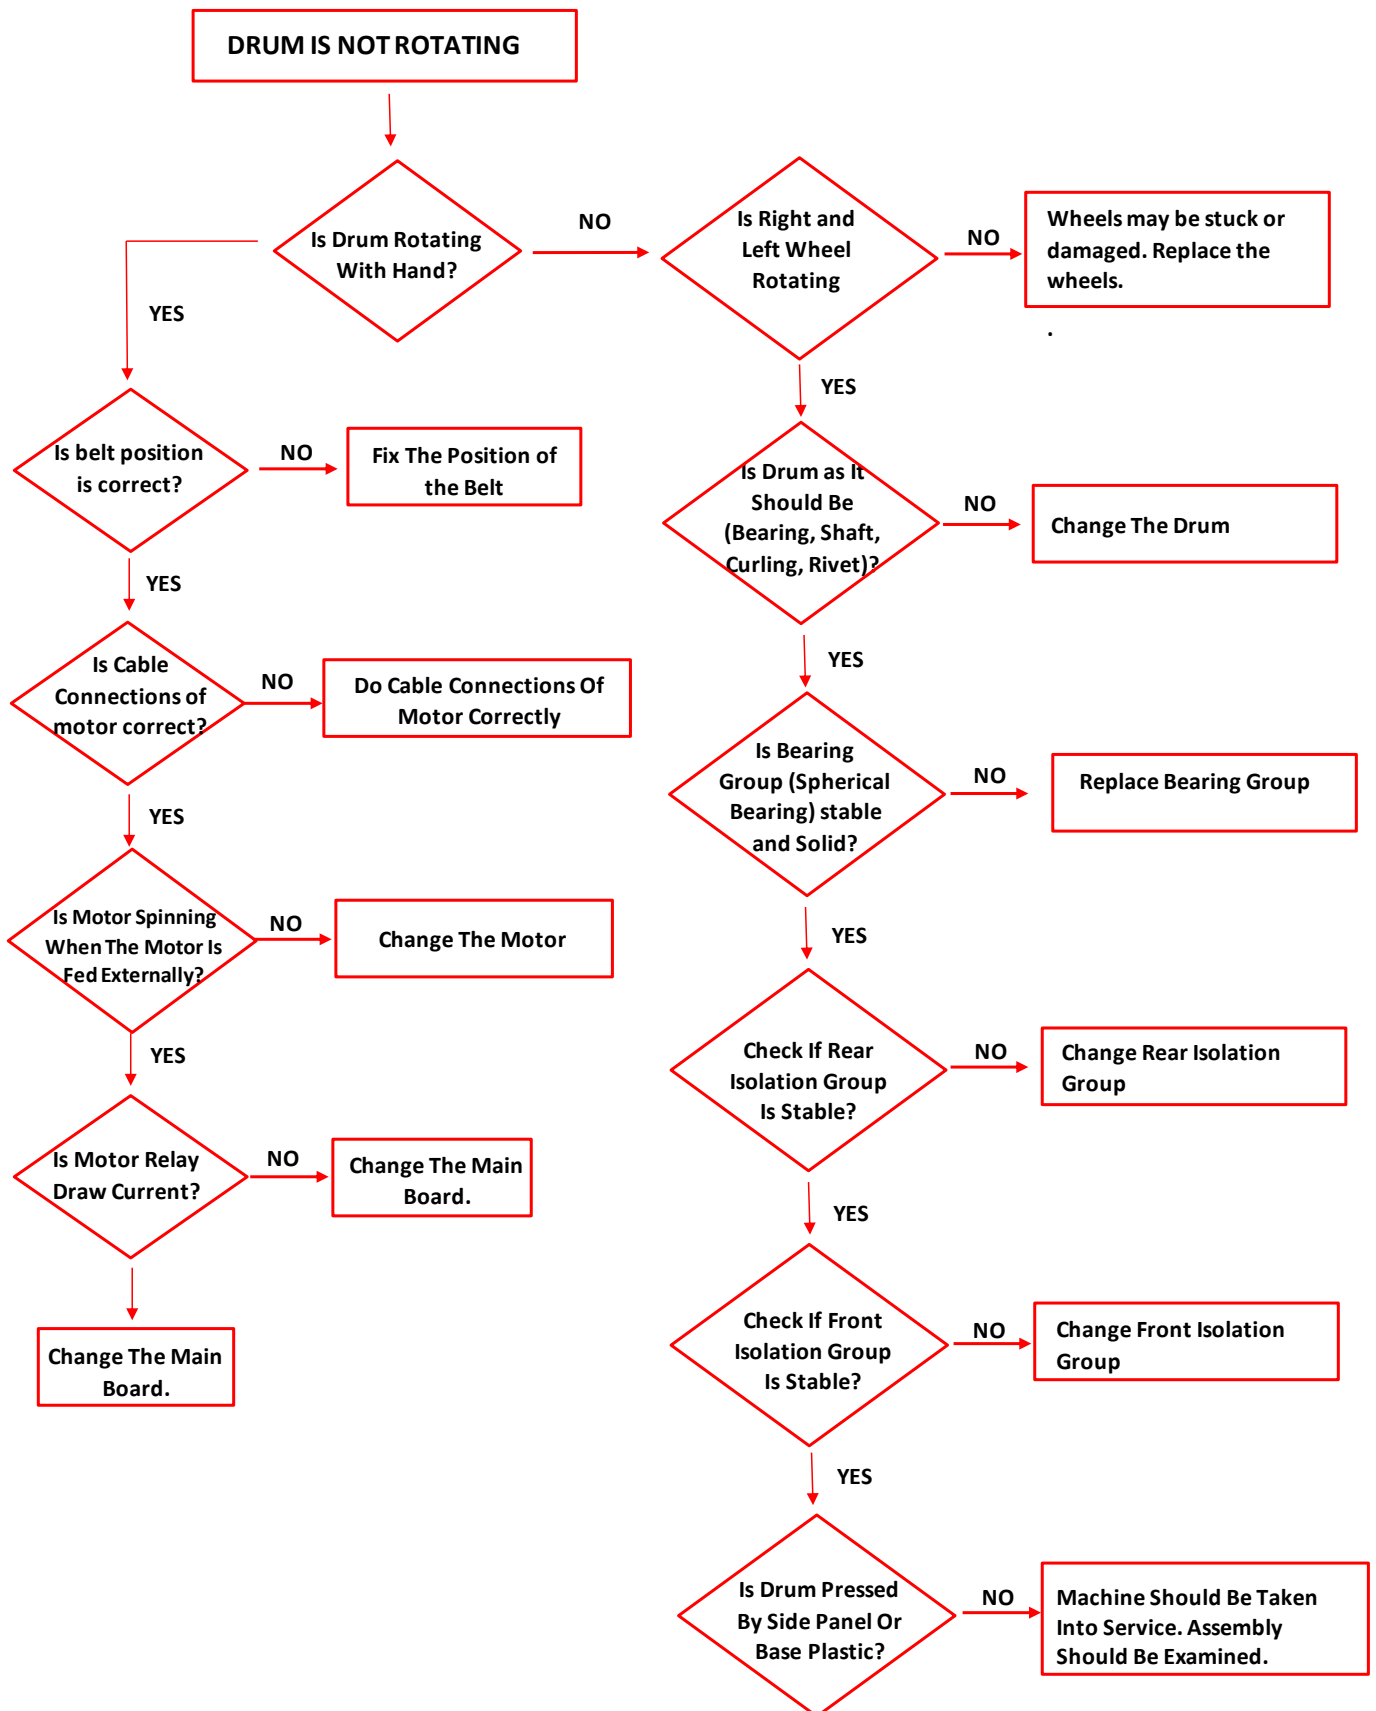 DRUM IS NOT ROTATING
Is Drum Rotating
With Hand?
NO
Is Right and
Left Wheel
Rotating
NO
Wheels may be stuck or
damaged. Replace the
wheels.
.
YES
YES
Is belt position
is correct?
NO
Fix The Position of
the Belt
Is Drum as It
Should Be
(Bearing, Shaft,
Curling, Rivet)?
NO
Change The Drum
YES
YES
Is Cable
Connections of
motor correct?
NO
Do Cable Connections Of
Motor Correctly
Is Bearing
Group (Spherical
Bearing) stable
and Solid?
NO
Replace Bearing Group
YES
YES
Is Motor Spinning
When The Motor Is
Fed Externally?
NO
Change The Motor
Check If Rear
Isolation Group
Is Stable?
NO
Change Rear Isolation
Group
YES
YES
Is Motor Relay
Draw Current?
NO
Change The Main
Board.
Check If Front
Isolation Group
Is Stable?
NO
Change Front Isolation
Group
Change The Main
Board.
YES
Is Drum Pressed
By Side Panel Or
Base Plastic?
NO
Machine Should Be Taken
Into Service. Assembly
Should Be Examined.